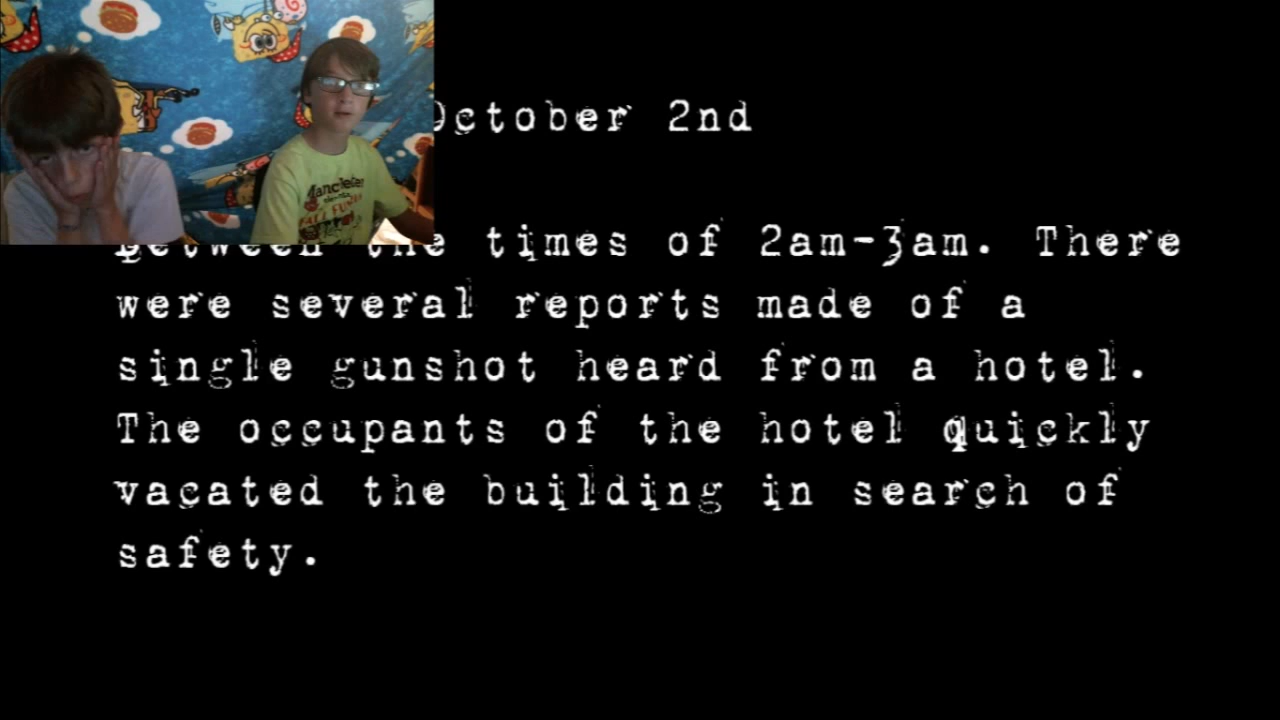 October 2nd
Between the times of 2am-3am. There
were several reports made of a
single gunshot heard from a hotel.
The occupants of the hotel quickly
vacated the building in search of
safety.